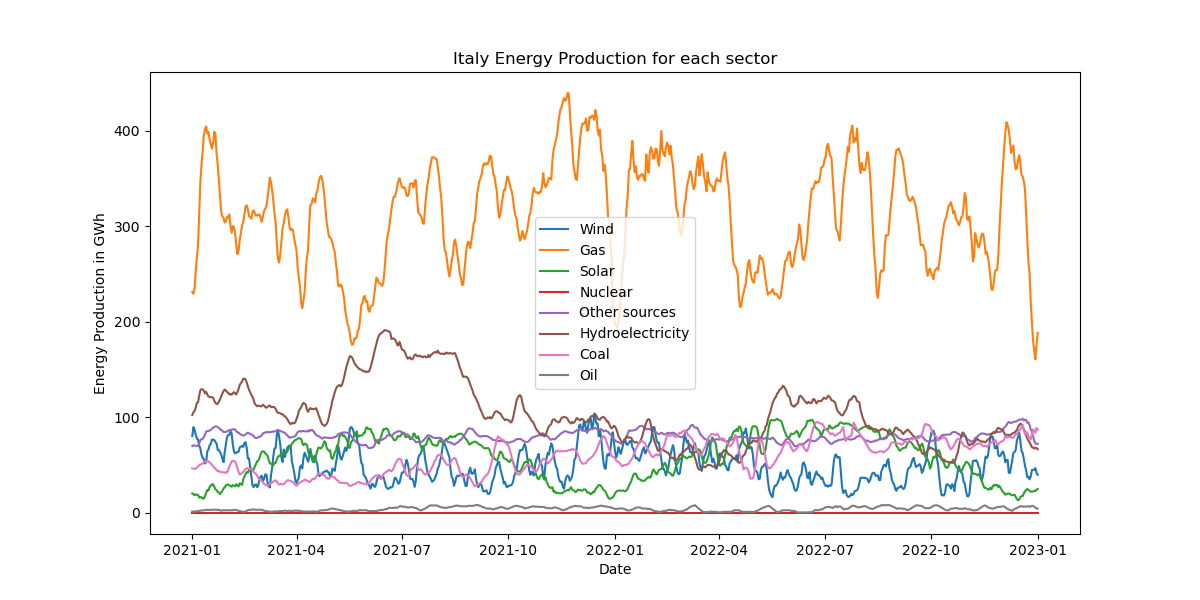 Italy Energy Production for each sector
Energy Production in GWh
400
300
200
100
0
Wind
Gas
Solar
Nuclear
Other sources
Hydroelectricity
Coal
Oil
2021-01 2021-04 2021-07 2021-10 2022-01 2022-04 2022-07 2022-10 2023-01
Date